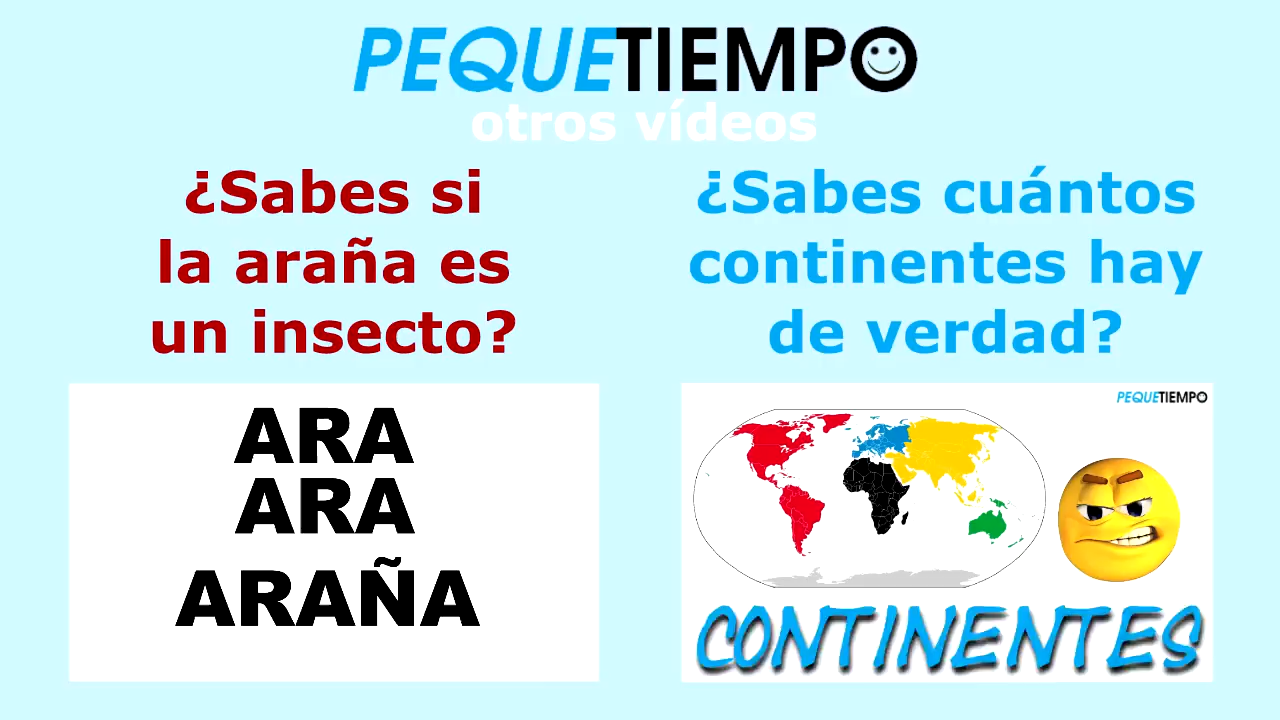 PEQUETIEMPO
otros vídeos
¿Sabes si
la araña es
un insecto?
ARA
ARA
ARAÑA
¿Sabes cuántos
continentes hay
de verdad?
PEQUETIEMPO
CONTINENTES